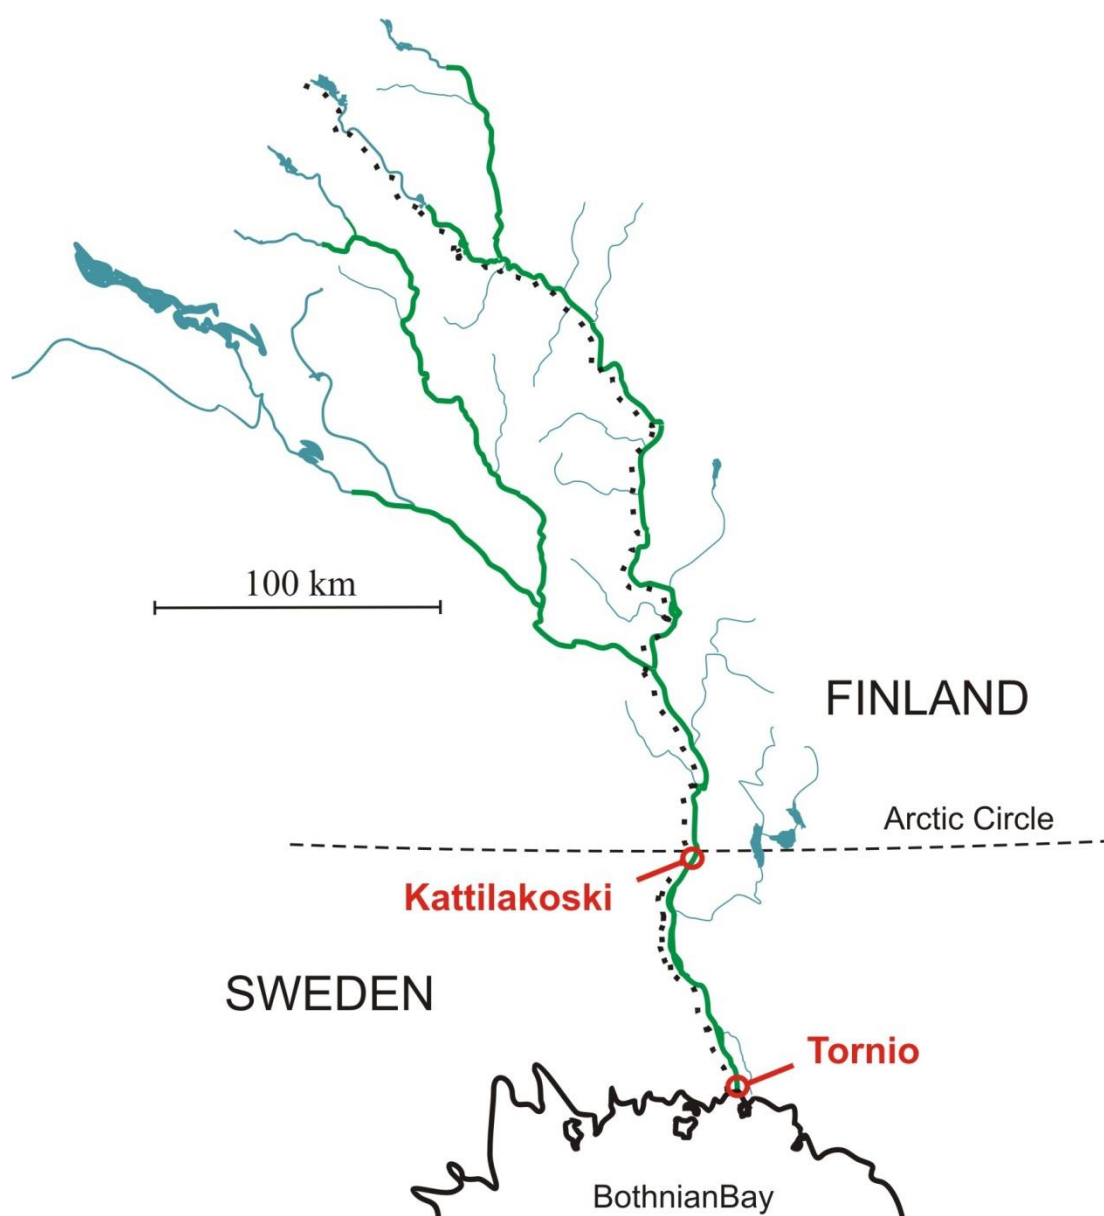 100 km
FINLAND
Arctic Circle
Kattilakoski
SWEDEN
Tornio
BothnianBay